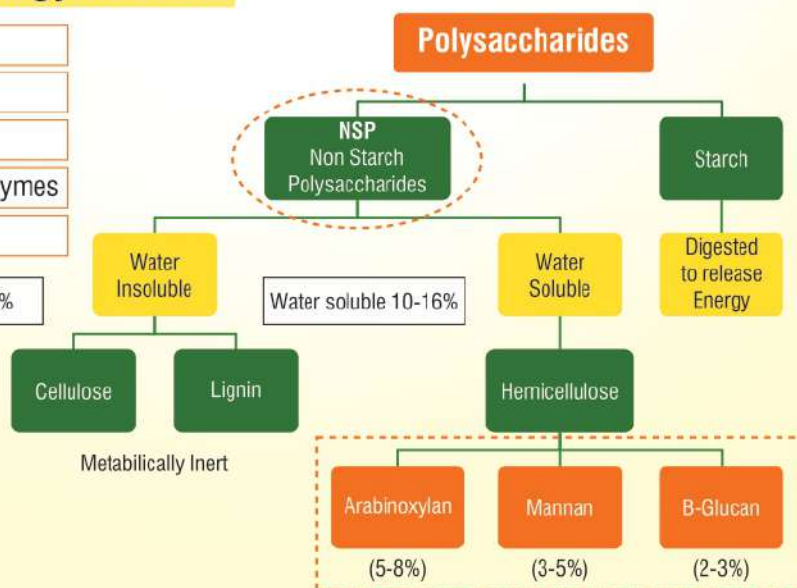 Polysaccharides
NSP
Non Starch
Polysaccharides
Starch
ymes
Water
Insoluble
Water
Soluble
Digested
to release
Energy
%
Water soluble 10-16%
Cellulose
Lignin
Hemicellulose
Metabilically Inert
Arabinoxylan
Mannan
B-Glucan
(5-8%)
(3-5%)
(2-3%)